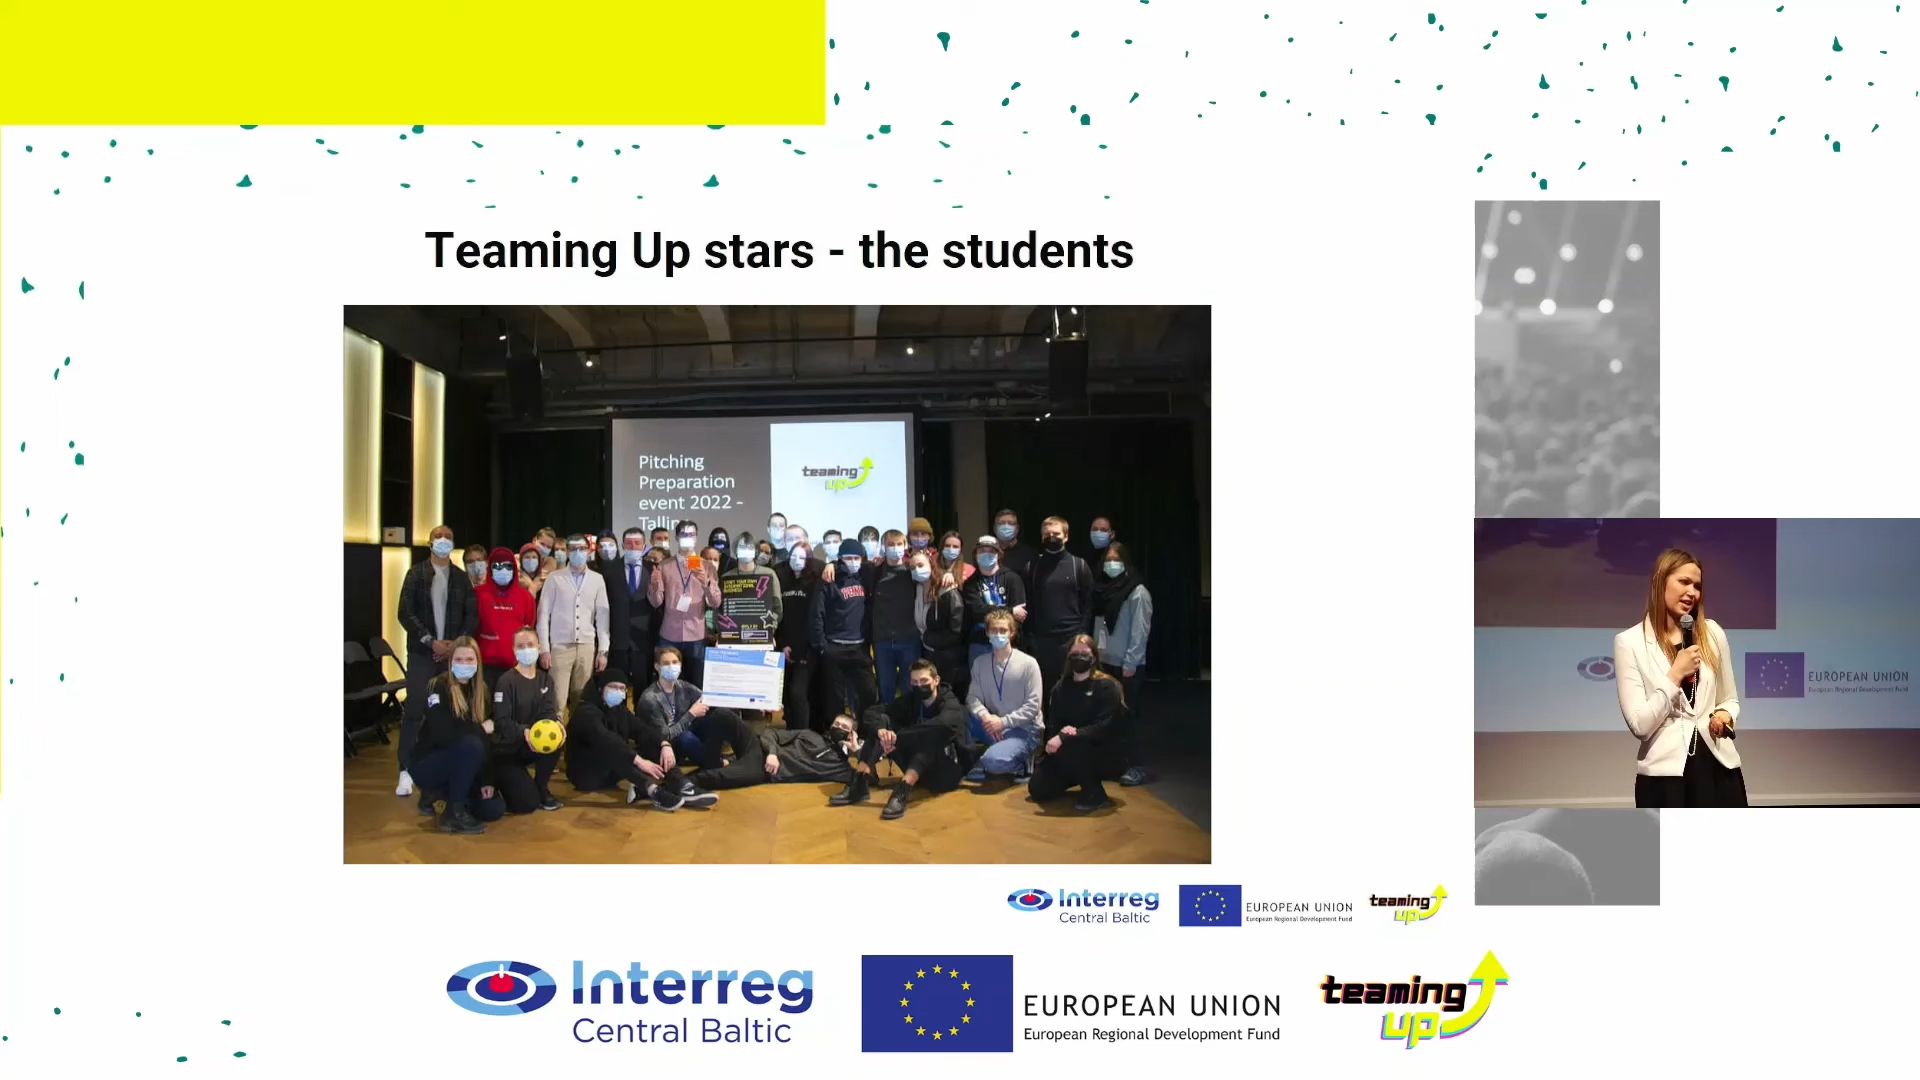 Teaming Up stars - the students
Pitching
Preparation
event 2022 -
teaming
up
Interreg
Central Baltic
EUROPEAN UNION
European Regional Development Fund
teaming
up
EUROPEAN UNION
European Regional Development Fund
Interreg
Central Baltic
EUROPEAN UNION
European Regional Development Fund
teaming
up